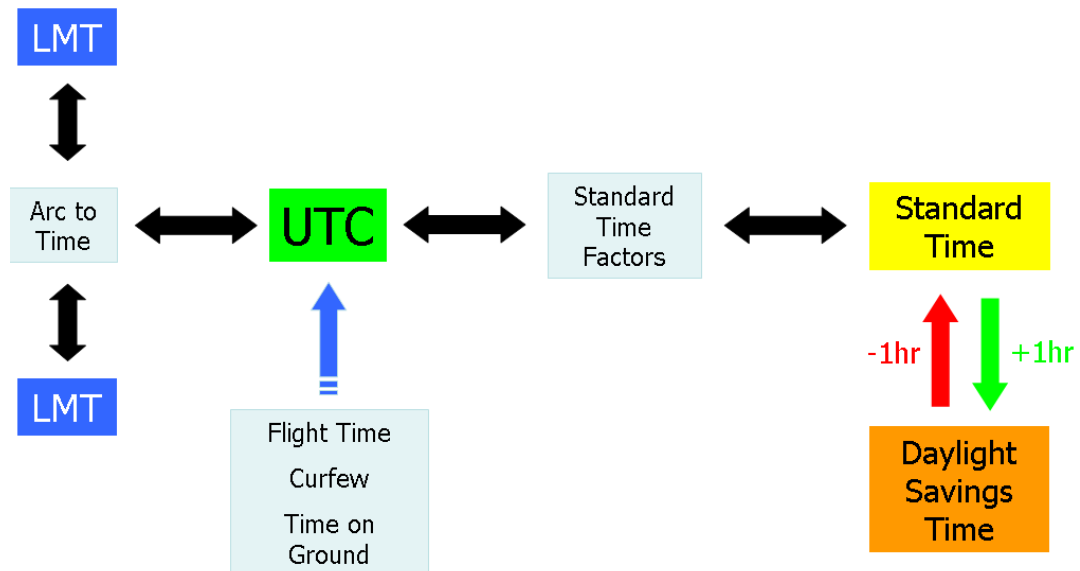 LMT
Arc to
Time
UTC
Standard
Time
Factors
Standard
Time
-1hr
+1hr
LMT
Flight Time
Curfew
Time on
Ground
Daylight
Savings
Time